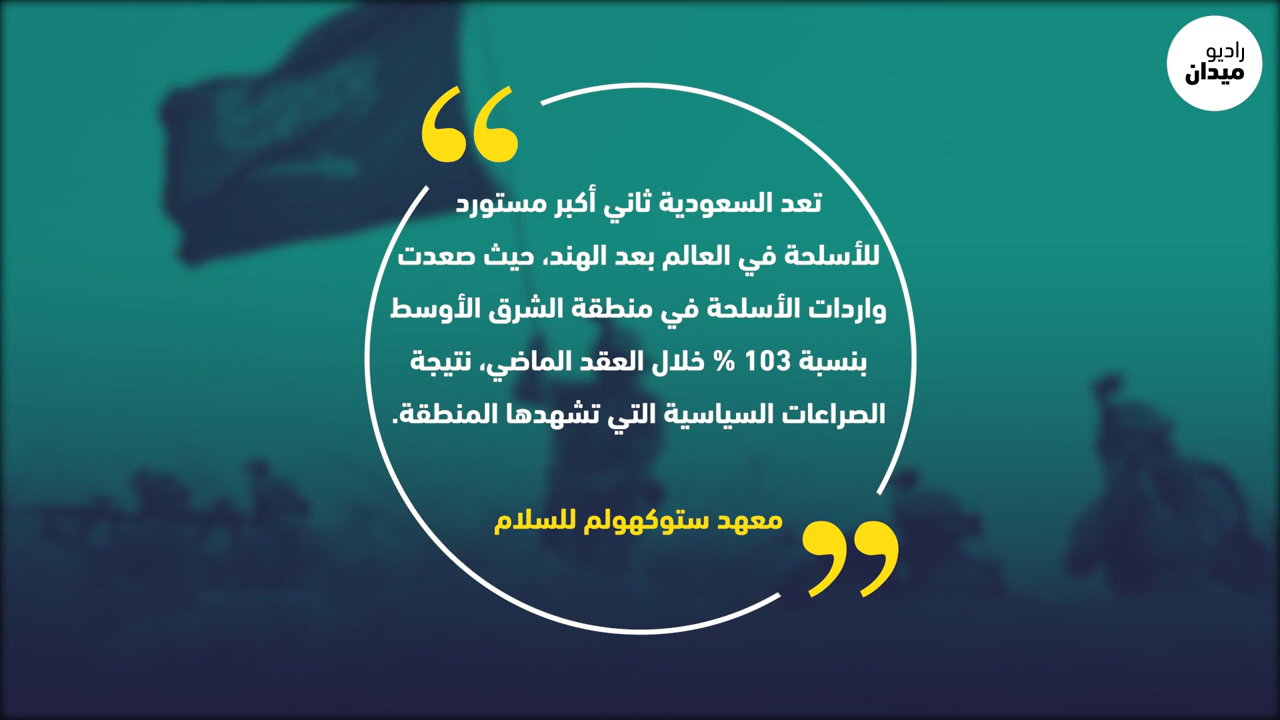 راديو
ميدان
تعد السعودية ثاني أكبر مستورد
للأسلحة في العالم بعد الهند، حيث صعدت
واردات الأسلحة في منطقة الشرق الأوسط
بنسبة 103 % خلال العقد الماضي، نتيجة
الصراعات السياسية التي تشهدها المنطقة.
معهد ستوكهولم للسلام